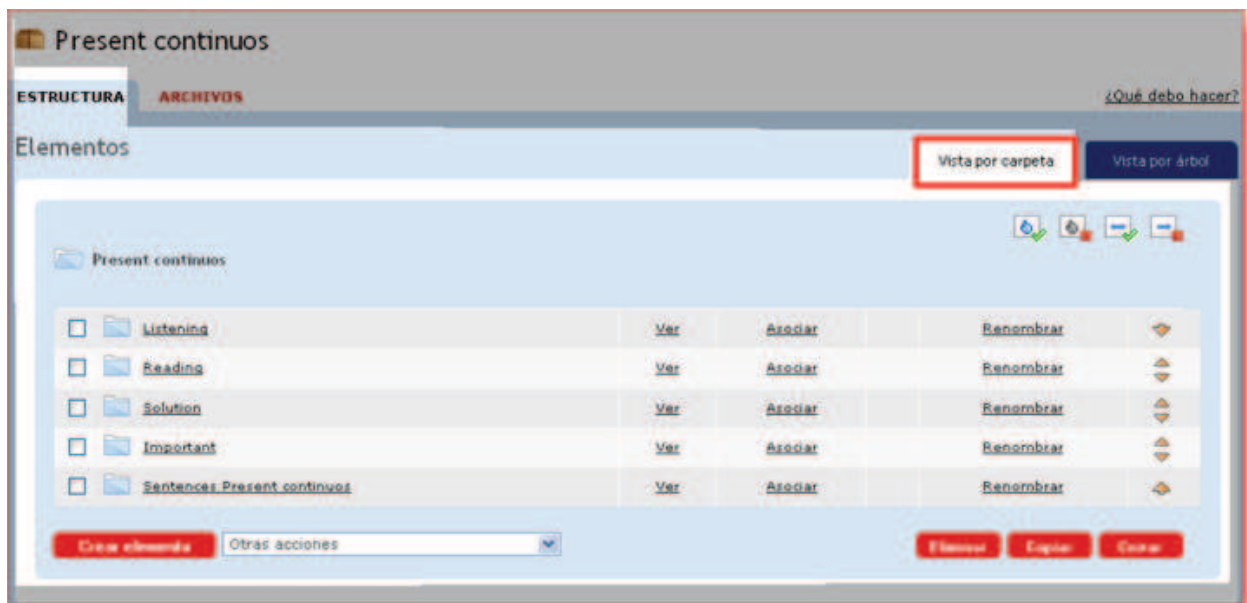 Present continuos
ESTRUCTURA ARCHIVOS ¿Qué debo hacer?
Elementos Vista por carpeta Vista por árbol
Present continuos
Listening Ver Asociar Renombrar
Reading Ver Asociar Renombrar
Solution Ver Asociar Renombrar
Important Ver Asociar Renombrar
Sentences Present continuos Ver Asociar Renombrar
Crear elemento Otras acciones Eliminar Copiar